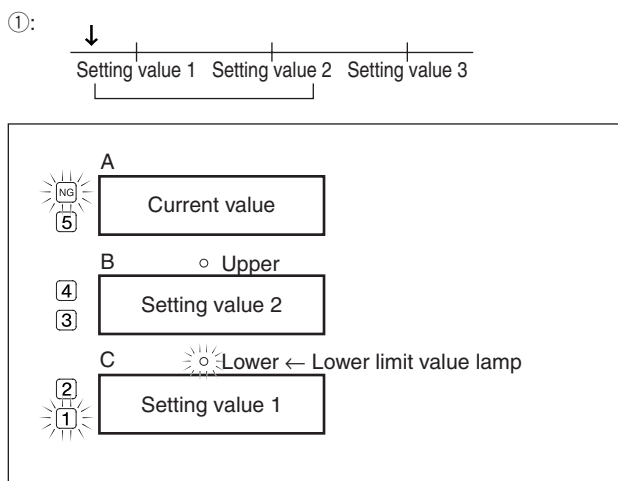 ①:
↓
Setting value 1 Setting value 2 Setting value 3
A
NG
Current value
5
B
○ Upper
4
Setting value 2
3
C
○ Lower ← Lower limit value lamp
2
Setting value 1
1